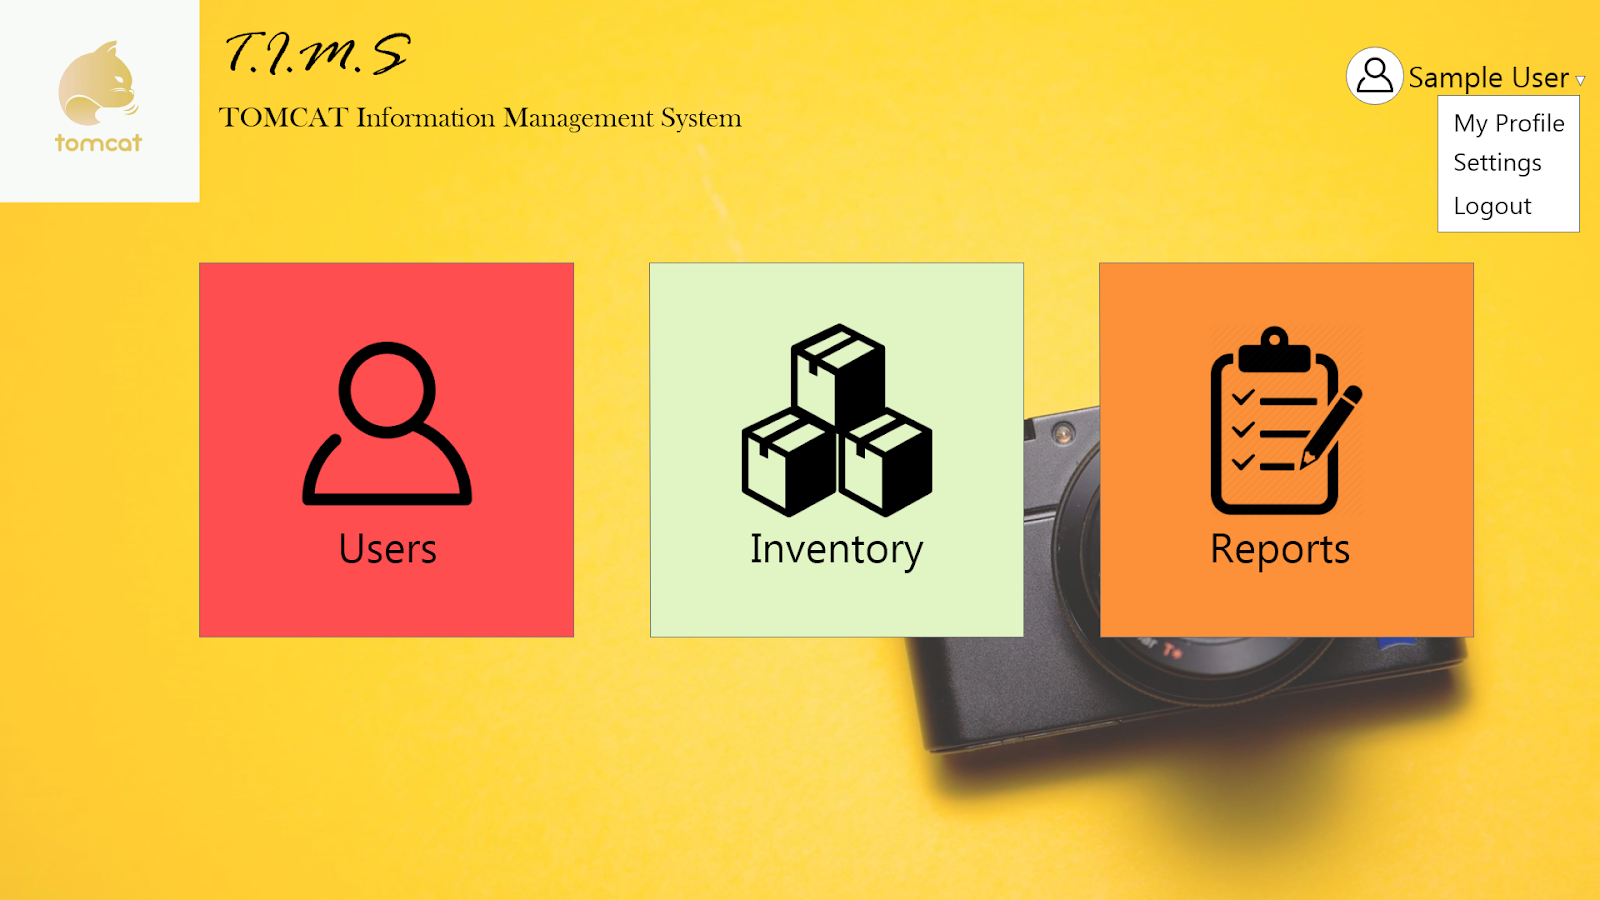 tomcat
T.I.M.S
TOMCAT Information Management System
Sample User
My Profile
Settings
Logout
Users
Inventory
Reports
T*